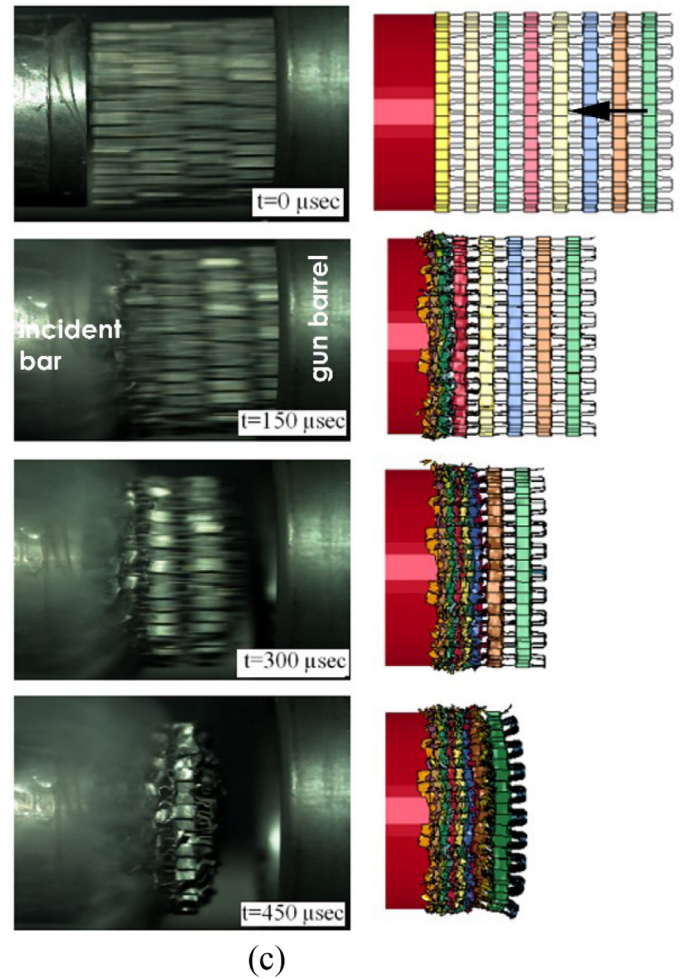 t=0 µsec
incident
bar
gun barrel
t=150 µsec
t=300 µsec
t=450 µsec
(c)